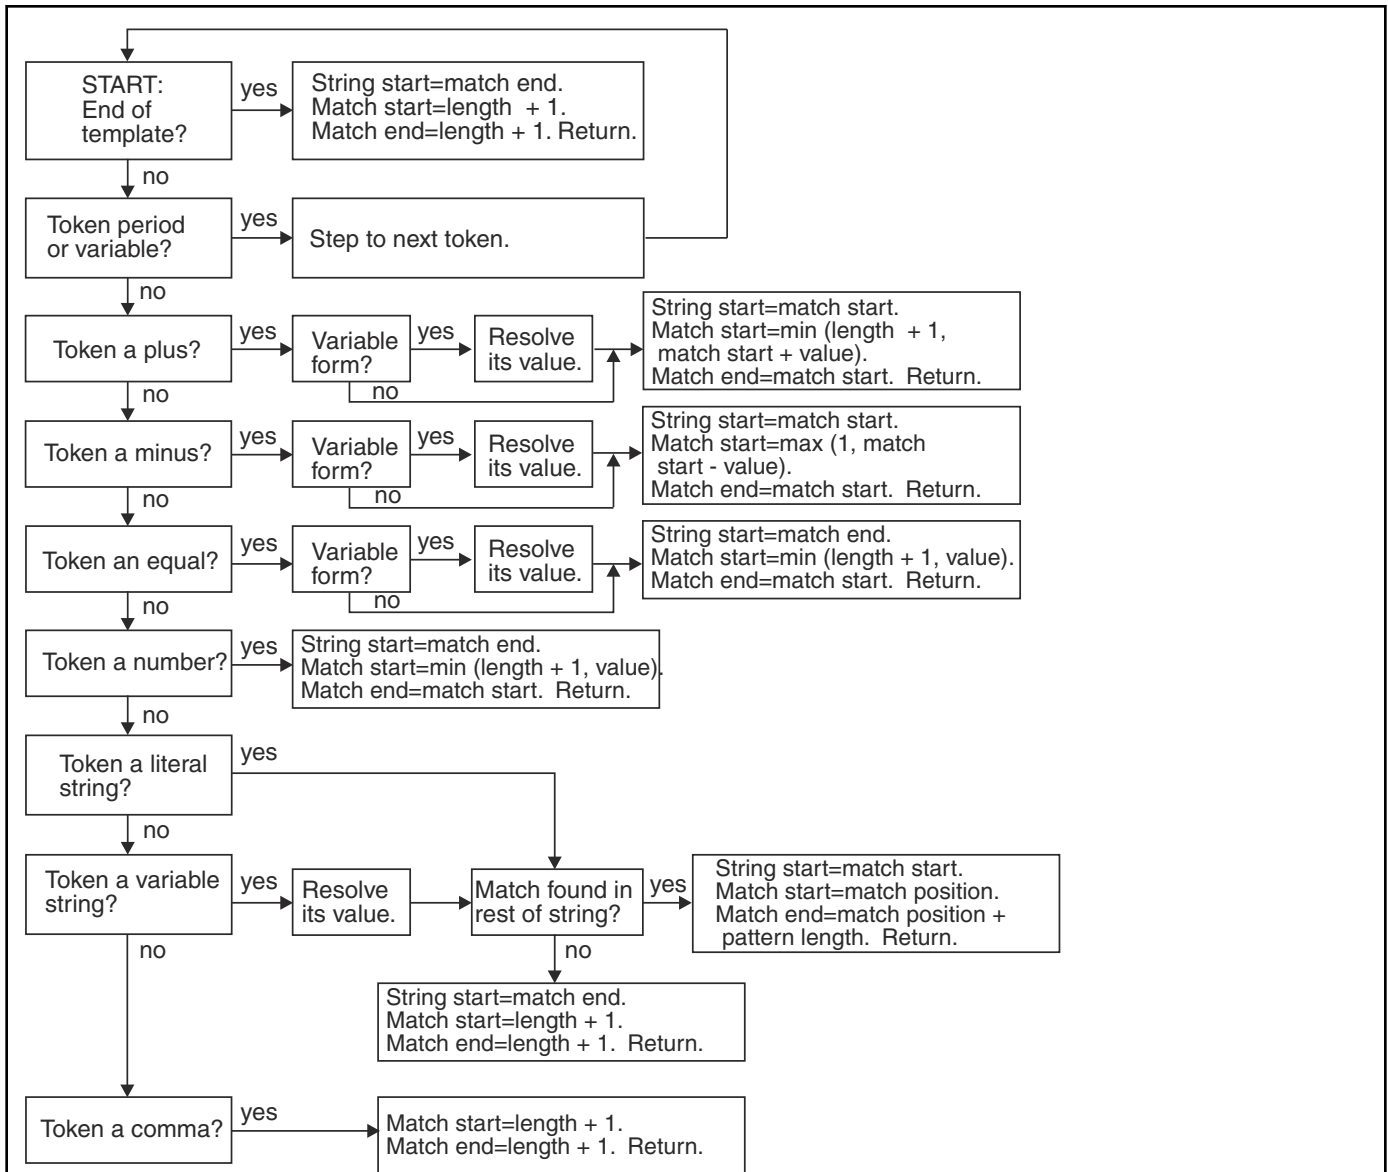 START:
End of
template?
yes
String start=match end.
Match start=length + 1.
Match end=length + 1. Return.
no
Token period
or variable?
yes
Step to next token.
no
Token a plus?
yes
Variable
form?
yes
Resolve
its value.
no
String start=match start.
Match start=min (length + 1,
match start + value).
Match end=match start. Return.
no
Token a minus?
yes
Variable
form?
yes
Resolve
its value.
no
String start=match start.
Match start=max (1, match
start - value).
Match end=match start. Return.
no
Token an equal?
yes
Variable
form?
yes
Resolve
its value.
no
String start=match end.
Match start=min (length + 1, value).
Match end=match start. Return.
no
Token a number?
yes
String start=match end.
Match start=min (length + 1, value).
Match end=match start. Return.
no
Token a literal
string?
yes
no
Token a variable
string?
yes
Resolve
its value.
Match found in
rest of string?
yes
String start=match start.
Match start=match position.
Match end=match position +
pattern length. Return.
no
no
String start=match end.
Match start=length + 1.
Match end=length + 1. Return.
Token a comma?
yes
Match start=length + 1.
Match end=length + 1. Return.